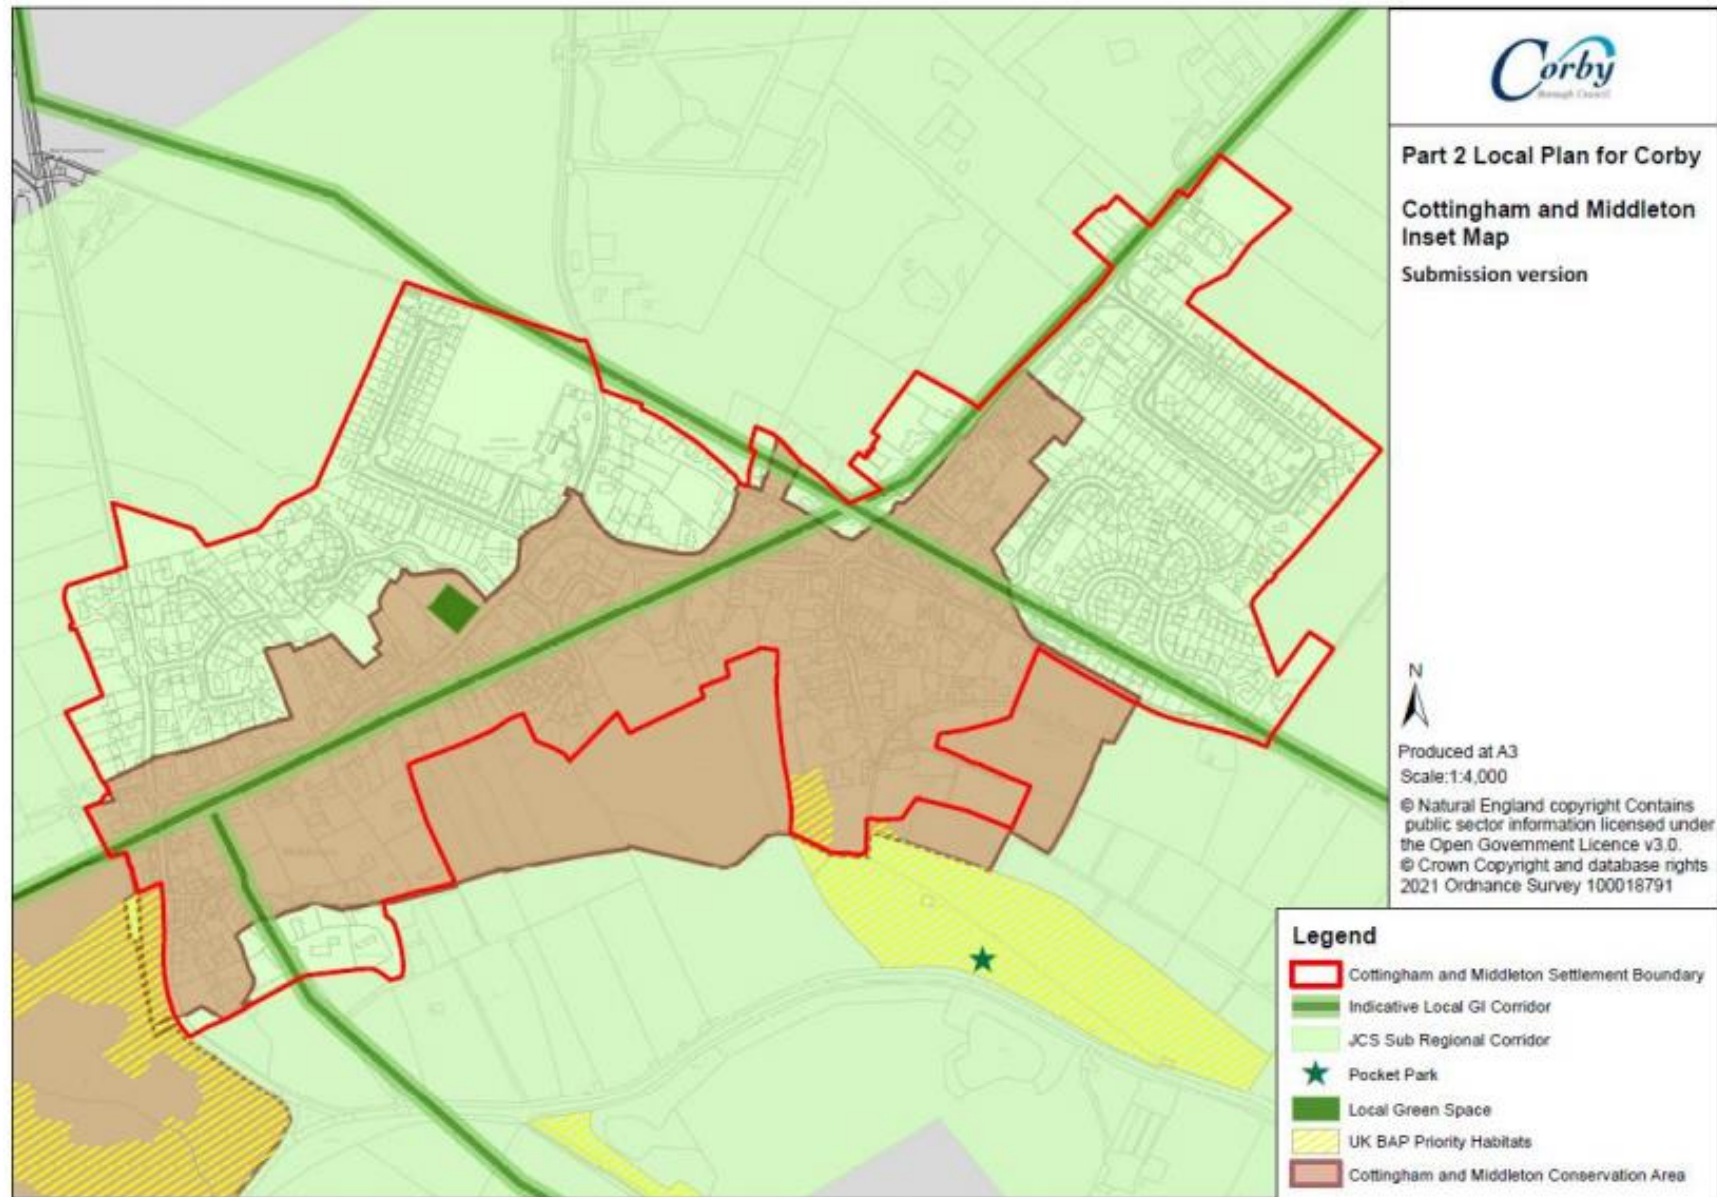 Corby
Borough Council
Part 2 Local Plan for Corby
Cottingham and Middleton
Inset Map
Submission version
N
Produced at A3
Scale:1:4,000
© Natural England copyright Contains
public sector information licensed under
the Open Government Licence v3.0.
© Crown Copyright and database rights
2021 Ordnance Survey 100018791
Legend
Cottingham and Middleton Settlement Boundary
Indicative Local GI Corridor
JCS Sub Regional Corridor
Pocket Park
Local Green Space
UK BAP Priority Habitats
Cottingham and Middleton Conservation Area